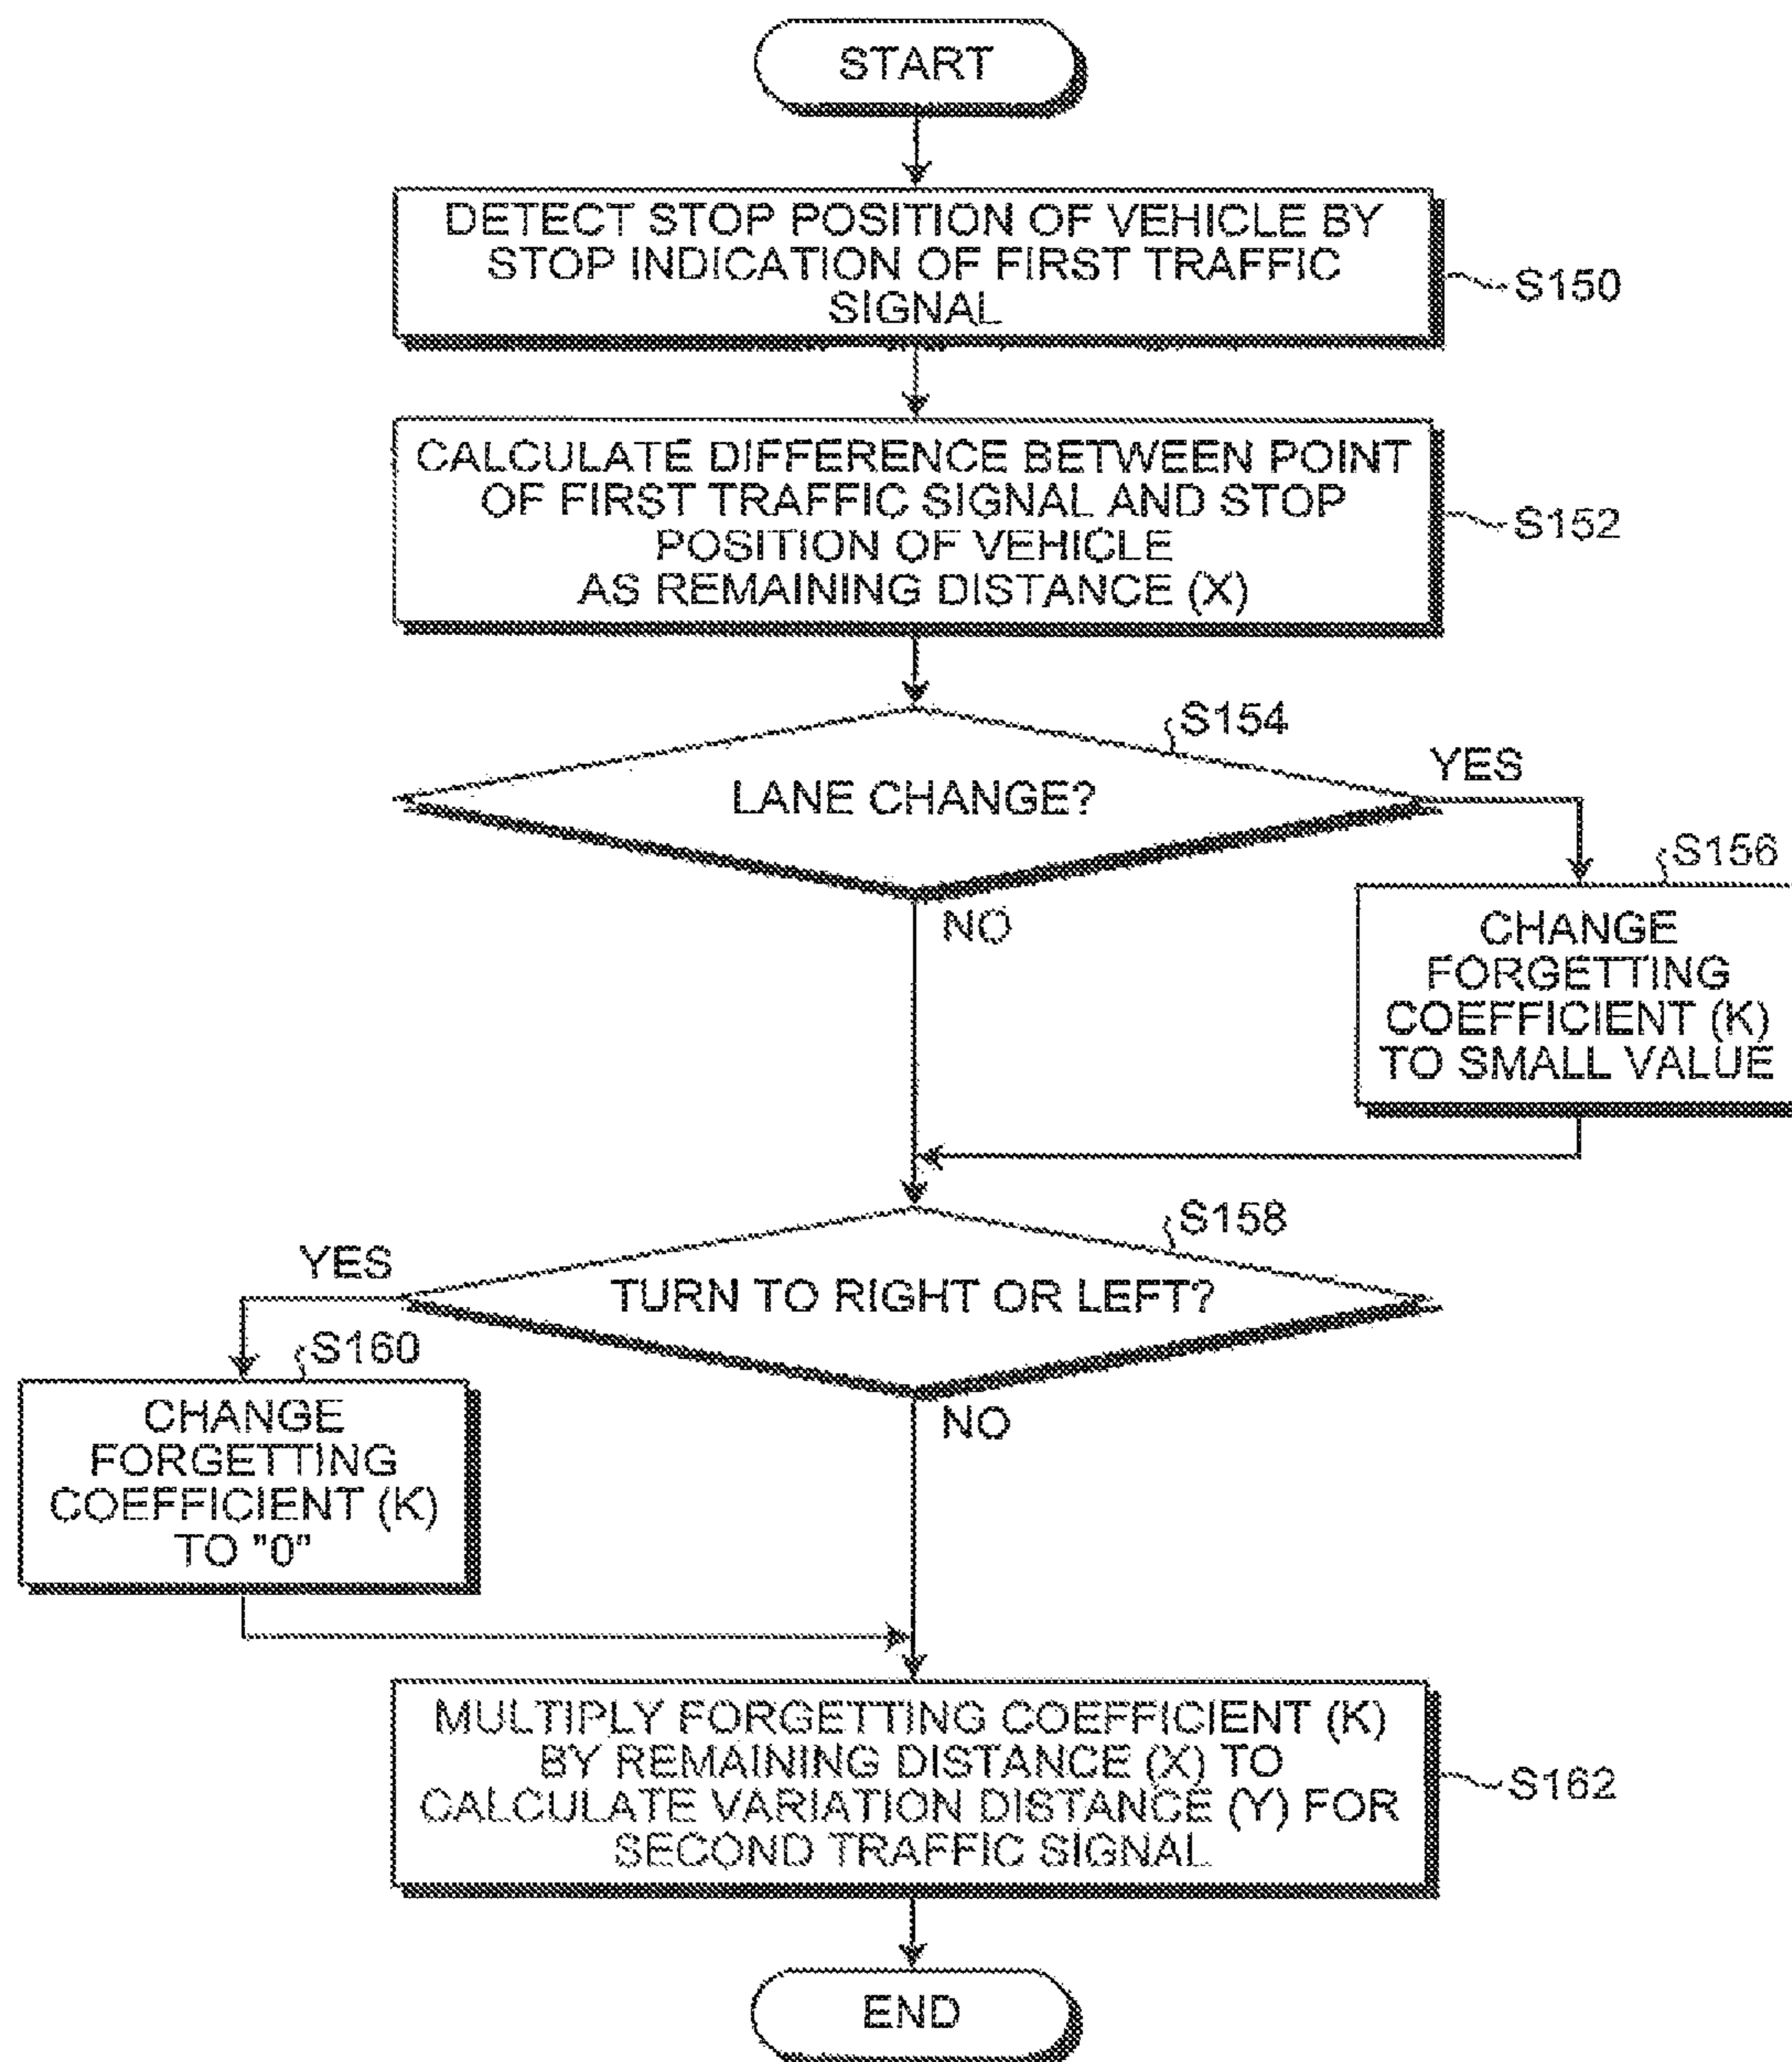 START
DETECT STOP POSITION OF VEHICLE BY
STOP INDICATION OF FIRST TRAFFIC
SIGNAL
S150
CALCULATE DIFFERENCE BETWEEN POINT
OF FIRST TRAFFIC SIGNAL AND STOP
POSITION OF VEHICLE
AS REMAINING DISTANCE (X)
S152
S154
LANE CHANGE?
YES
NO
S156
CHANGE
FORGETTING
COEFFICIENT (K)
TO SMALL VALUE
S158
TURN TO RIGHT OR LEFT?
YES
NO
S160
CHANGE
FORGETTING
COEFFICIENT (K)
TO "0"
MULTIPLY FORGETTING COEFFICIENT (K)
BY REMAINING DISTANCE (X) TO
CALCULATE VARIATION DISTANCE (Y) FOR
SECOND TRAFFIC SIGNAL
S162
END